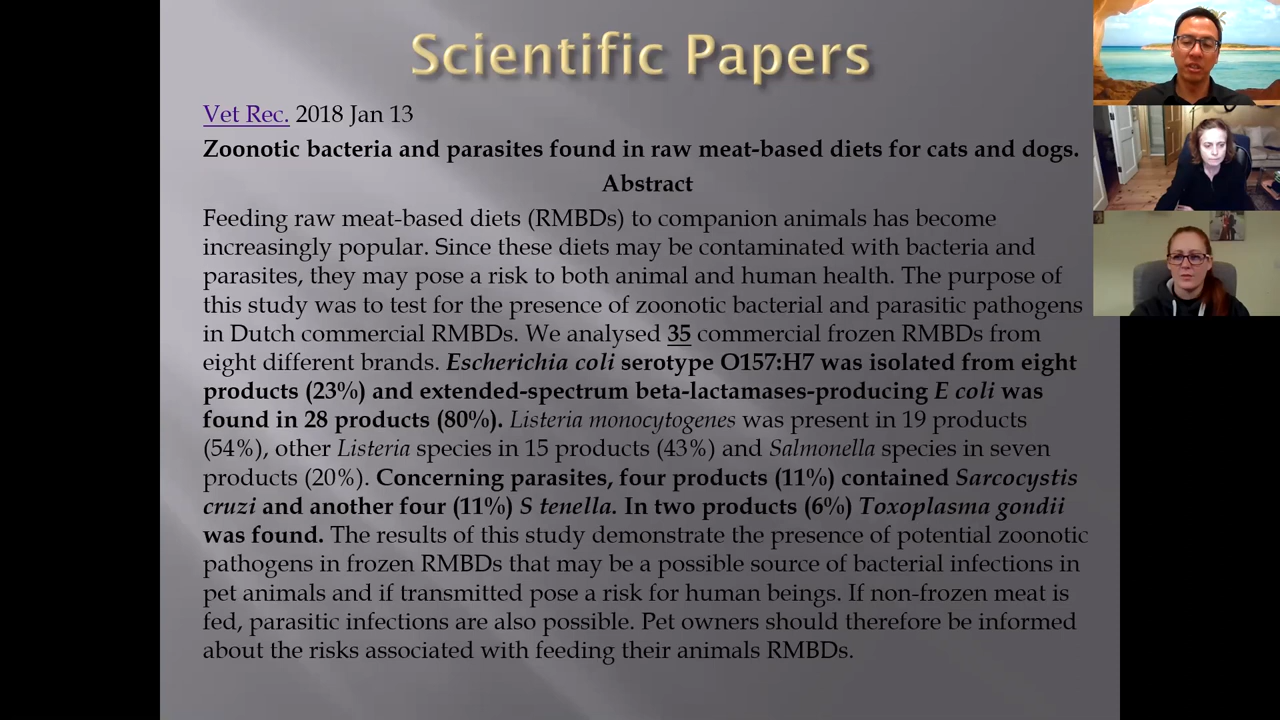 Scientific Papers
Vet Rec. 2018 Jan 13
Zoonotic bacteria and parasites found in raw meat-based diets for cats and dogs.
Abstract
Feeding raw meat-based diets (RMBDs) to companion animals has become
increasingly popular. Since these diets may be contaminated with bacteria and
parasites, they may pose a risk to both animal and human health. The purpose of
this study was to test for the presence of zoonotic bacterial and parasitic pathogens
in Dutch commercial RMBDs. We analysed 35 commercial frozen RMBDs from
eight different brands. Escherichia coli serotype O157:H7 was isolated from eight
products (23%) and extended-spectrum beta-lactamases-producing E coli was
found in 28 products (80%). Listeria monocytogenes was present in 19 products
(54%), other Listeria species in 15 products (43%) and Salmonella species in seven
products (20%). Concerning parasites, four products (11%) contained Sarcocystis
cruzi and another four (11%) S tenella. In two products (6%) Toxoplasma gondii
was found. The results of this study demonstrate the presence of potential zoonotic
pathogens in frozen RMBDs that may be a possible source of bacterial infections in
pet animals and if transmitted pose a risk for human beings. If non-frozen meat is
fed, parasitic infections are also possible. Pet owners should therefore be informed
about the risks associated with feeding their animals RMBDs.